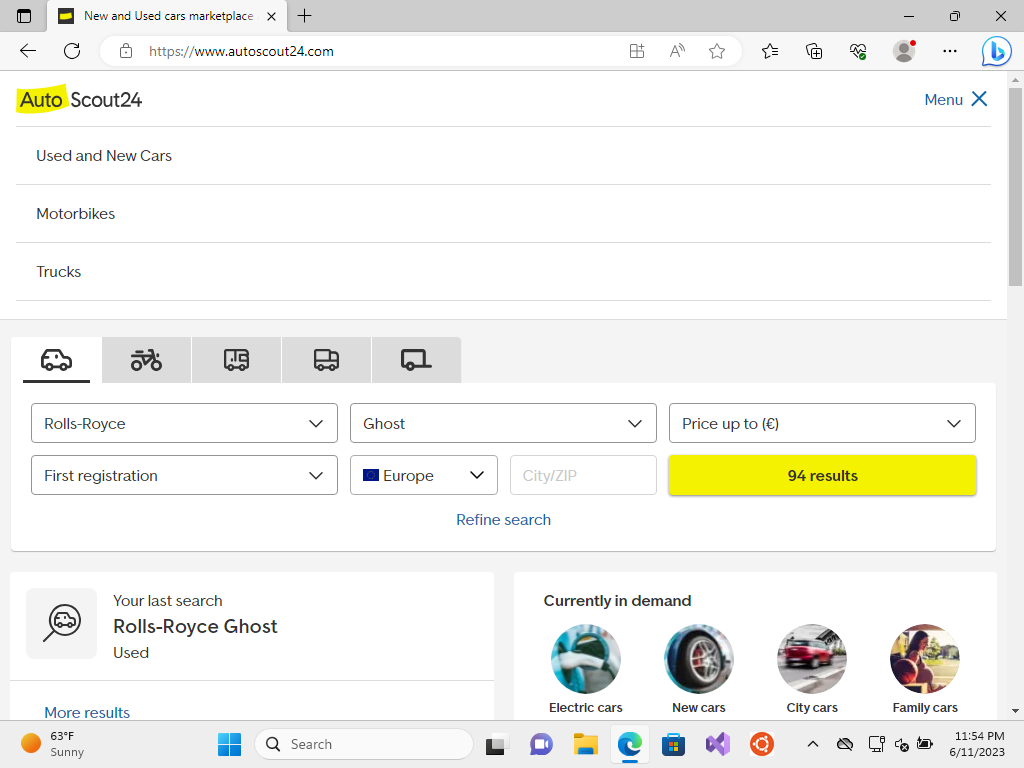 New and Used cars marketplace
https://www.autoscout24.com
AutoScout24
Menu
Used and New Cars
Motorbikes
Trucks
Rolls-Royce
Ghost
Price up to (€)
First registration
Europe
City/ZIP
94 results
Refine search
Your last search
Rolls-Royce Ghost
Used
More results
Currently in demand
Electric cars
New cars
City cars
Family cars
63°F
Sunny
Search
11:54 PM
6/11/2023